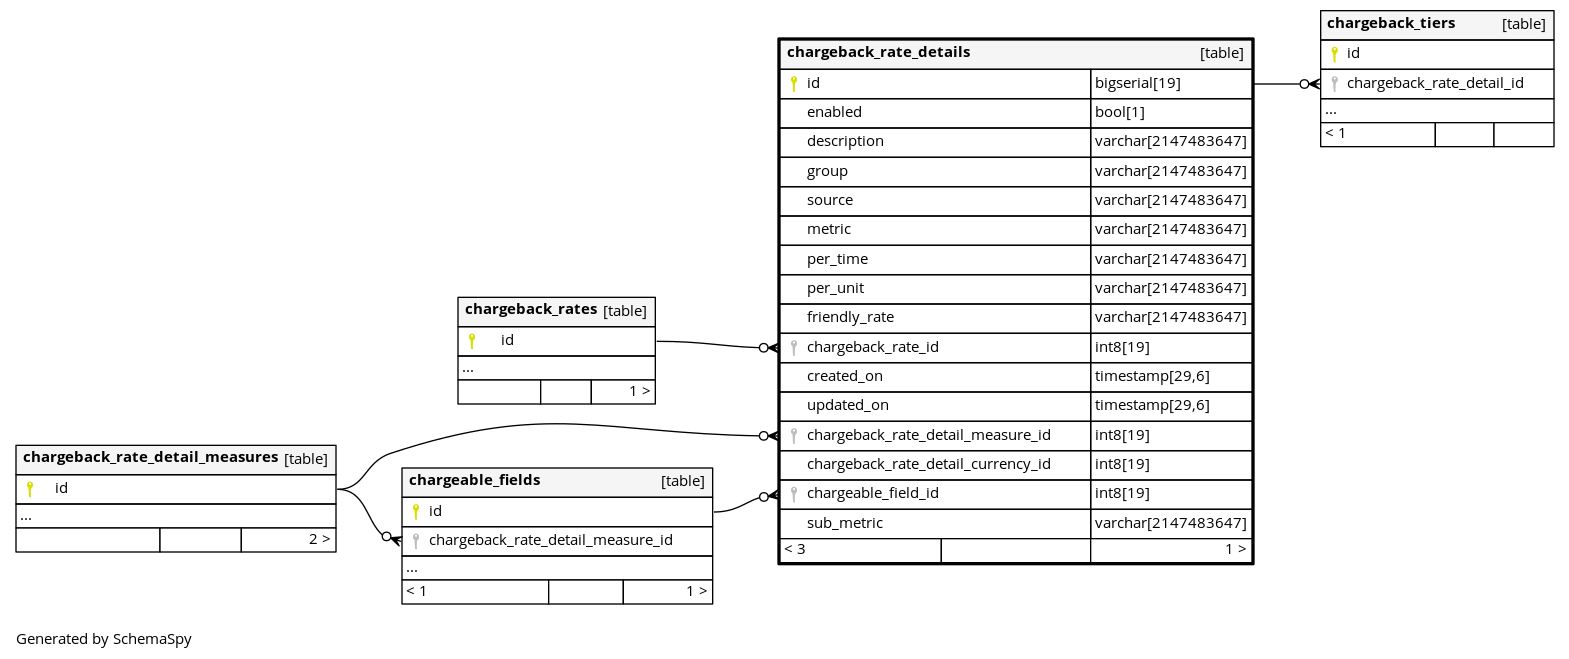 chargeback_tiers [table]
id
chargeback_rate_detail_id
...
< 1
chargeback_rate_details [table]
id bigserial[19]
enabled bool[1]
description varchar[2147483647]
group varchar[2147483647]
source varchar[2147483647]
metric varchar[2147483647]
per_time varchar[2147483647]
per_unit varchar[2147483647]
friendly_rate varchar[2147483647]
chargeback_rate_id int8[19]
created_on timestamp[29,6]
updated_on timestamp[29,6]
chargeback_rate_detail_measure_id int8[19]
chargeback_rate_detail_currency_id int8[19]
chargeable_field_id int8[19]
sub_metric varchar[2147483647]
< 3 1 >
chargeback_rates [table]
id
...
1 >
chargeback_rate_detail_measures [table]
id
...
2 >
chargeable_fields [table]
id
chargeback_rate_detail_measure_id
...
< 1 1 >
Generated by SchemaSpy